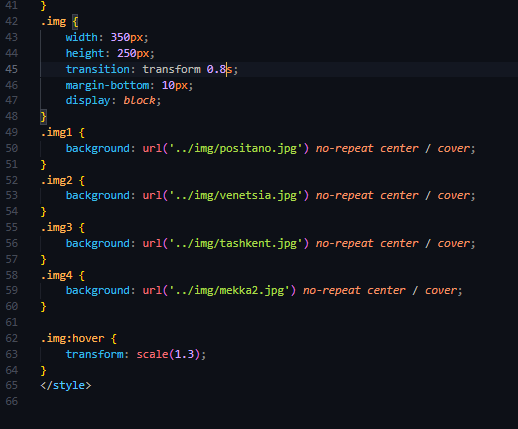 41 }
42 .img {
43 width: 350px;
44 height: 250px;
45 transition: transform 0.8s;
46 margin-bottom: 10px;
47 display: block;
48 }
49 .img1 {
50 background: url('../img/positano.jpg') no-repeat center / cover;
51 }
52 .img2 {
53 background: url('../img/venetsia.jpg') no-repeat center / cover;
54 }
55 .img3 {
56 background: url('../img/tashkent.jpg') no-repeat center / cover;
57 }
58 .img4 {
59 background: url('../img/mekka2.jpg') no-repeat center / cover;
60 }
61
62 .img:hover {
63 transform: scale(1.3);
64 }
65 </style>
66